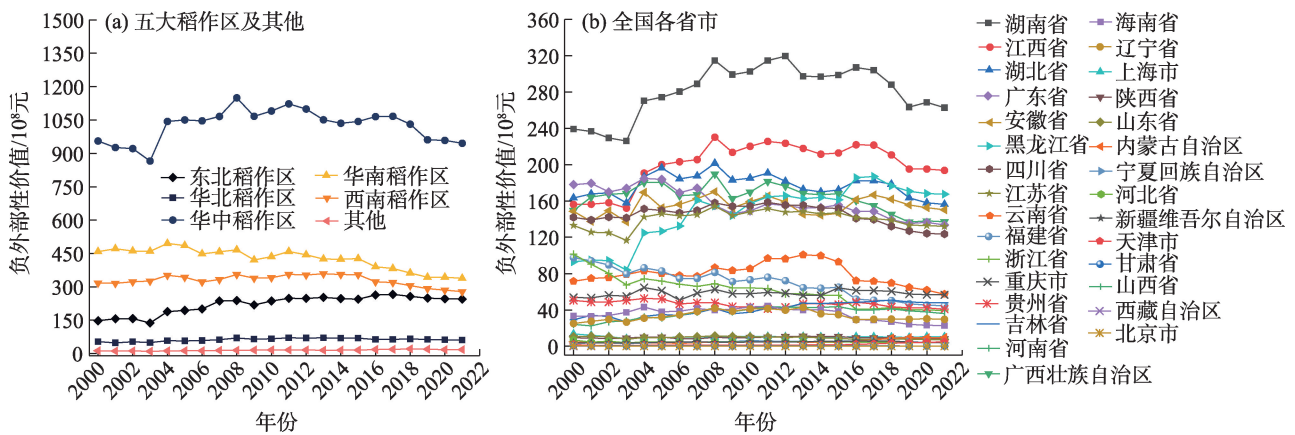 (a) 五大稻作区及其他
负外部性价值/10⁸元
1500
1350
1200
1050
900
750
600
450
300
150
0
东北稻作区
华北稻作区
华中稻作区
华南稻作区
西南稻作区
其他
2000
2002
2004
2006
2008
2010
2012
2014
2016
2018
2020
2022
年份
(b) 全国各省市
负外部性价值/10⁸元
360
320
280
240
200
160
120
80
40
0
2000
2002
2004
2006
2008
2010
2012
2014
2016
2018
2020
2022
年份
湖南省
江西省
湖北省
广东省
安徽省
黑龙江省
四川省
江苏省
云南省
福建省
浙江省
重庆市
贵州省
吉林省
河南省
广西壮族自治区
海南省
辽宁省
上海市
陕西省
山东省
内蒙古自治区
宁夏回族自治区
河北省
新疆维吾尔自治区
天津市
甘肃省
山西省
西藏自治区
北京市